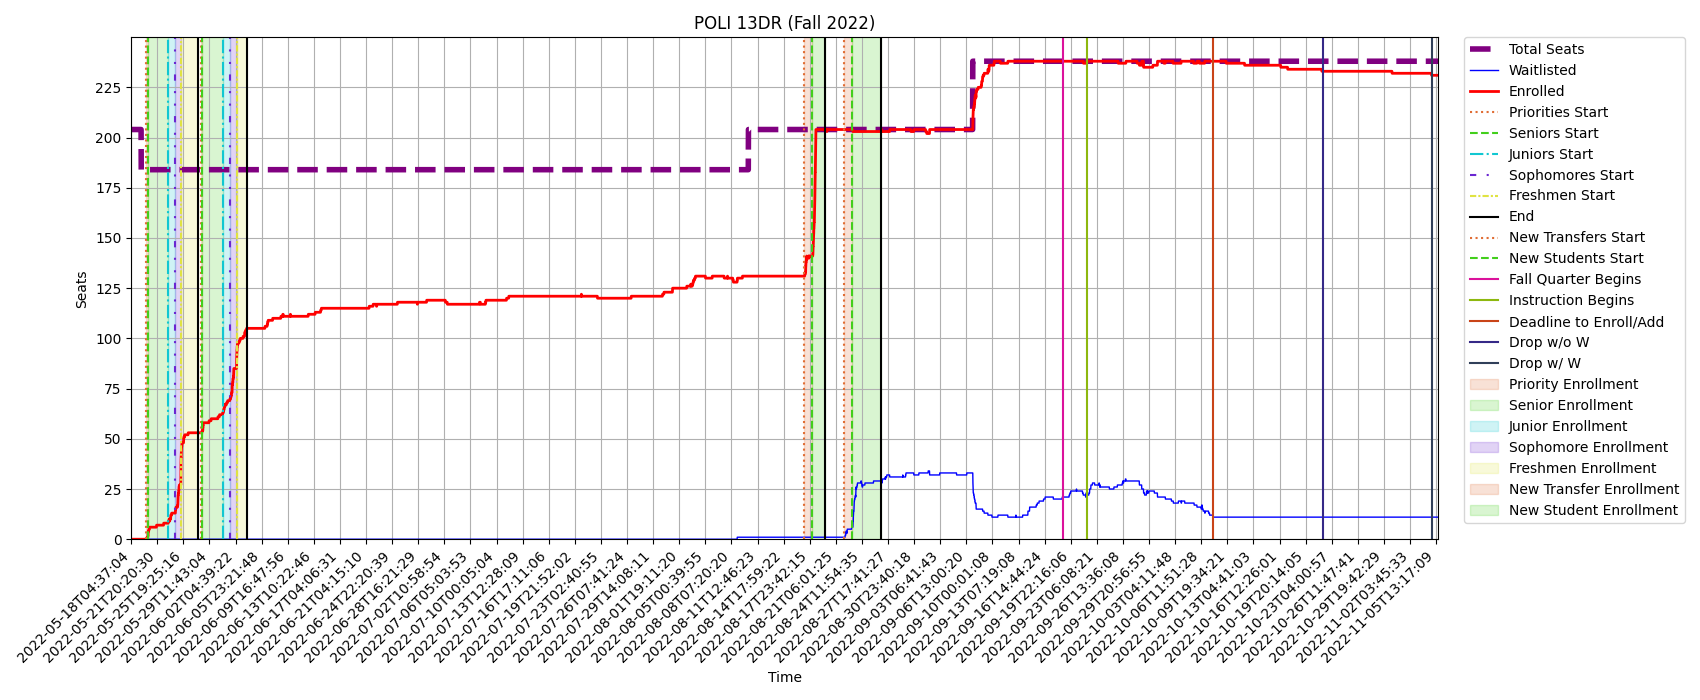 POLI 13DR (Fall 2022)
Seats
225
200
175
150
125
100
75
50
25
0
2022-05-18T04:37:04
2022-05-21T20:20:30
2022-05-25T19:25:16
2022-05-29T11:43:04
2022-06-02T04:39:22
2022-06-05T23:21:48
2022-06-09T16:47:56
2022-06-13T10:22:46
2022-06-17T04:06:31
2022-06-21T04:15:10
2022-06-24T22:20:39
2022-06-28T16:21:29
2022-07-02T10:58:54
2022-07-06T05:03:53
2022-07-10T00:05:04
2022-07-13T12:28:09
2022-07-16T17:11:06
2022-07-19T21:52:02
2022-07-23T02:40:55
2022-07-26T07:41:24
2022-07-29T14:08:11
2022-08-01T19:11:20
2022-08-05T00:39:55
2022-08-08T07:20:20
2022-08-11T12:46:23
2022-08-14T17:59:22
2022-08-17T23:42:15
2022-08-21T06:01:25
2022-08-24T11:54:35
2022-08-27T17:41:27
2022-08-30T23:40:18
2022-09-03T06:41:43
2022-09-06T13:00:20
2022-09-10T00:01:08
2022-09-13T07:19:08
2022-09-16T14:44:24
2022-09-19T22:16:06
2022-09-23T06:08:21
2022-09-26T13:36:08
2022-09-29T20:56:55
2022-10-03T04:11:48
2022-10-06T11:51:28
2022-10-09T19:34:21
2022-10-13T04:41:03
2022-10-16T12:26:01
2022-10-19T20:14:05
2022-10-23T04:00:57
2022-10-26T11:47:41
2022-10-29T19:42:29
2022-11-02T03:45:33
2022-11-05T13:17:09
Time
Total Seats
Waitlisted
Enrolled
Priorities Start
Seniors Start
Juniors Start
Sophomores Start
Freshmen Start
End
New Transfers Start
New Students Start
Fall Quarter Begins
Instruction Begins
Deadline to Enroll/Add
Drop w/o W
Drop w/ W
Priority Enrollment
Senior Enrollment
Junior Enrollment
Sophomore Enrollment
Freshmen Enrollment
New Transfer Enrollment
New Student Enrollment